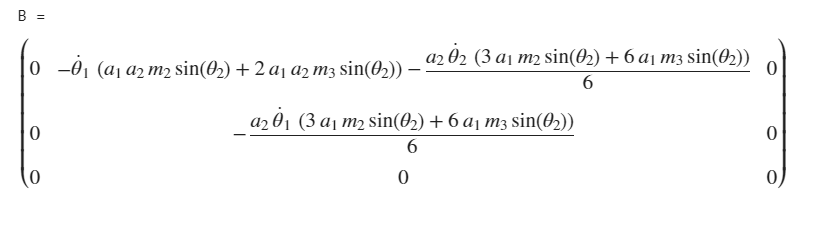 B =
0 −θ̇₁ (a₁ a₂ m₂ sin(θ₂) + 2 a₁ a₂ m₃ sin(θ₂)) − a₂ θ̇₂ (3 a₁ m₂ sin(θ₂) + 6 a₁ m₃ sin(θ₂)) / 6 0
0 − a₂ θ̇₁ (3 a₁ m₂ sin(θ₂) + 6 a₁ m₃ sin(θ₂)) / 6 0
0 0 0